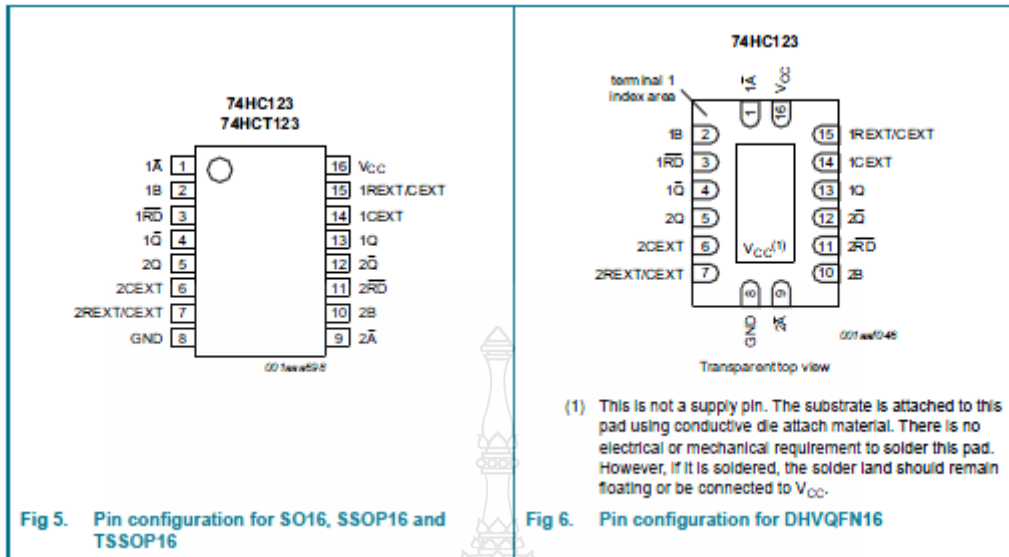 74HC123
74HCT123
1A̅ 1
1B 2
1R̅D̅ 3
1Q̅ 4
2Q 5
2CEXT 6
2REXT/CEXT 7
GND 8
16 VCC
15 1REXT/CEXT
14 1CEXT
13 1Q
12 2Q̅
11 2R̅D̅
10 2B
9 2A̅
Fig 5. Pin configuration for SO16, SSOP16 and
TSSOP16
74HC123
terminal 1
index area
1A̅ 1
VCC 16
1B 2
1R̅D̅ 3
1Q̅ 4
2Q 5
2CEXT 6
2REXT/CEXT 7
15 1REXT/CEXT
14 1CEXT
13 1Q
12 2Q̅
11 2R̅D̅
10 2B
VCC(1)
GND 8
2A̅ 9
Transparent top view
(1) This is not a supply pin. The substrate is attached to this
pad using conductive die attach material. There is no
electrical or mechanical requirement to solder this pad.
However, if it is soldered, the solder land should remain
floating or be connected to VCC.
Fig 6. Pin configuration for DHVQFN16